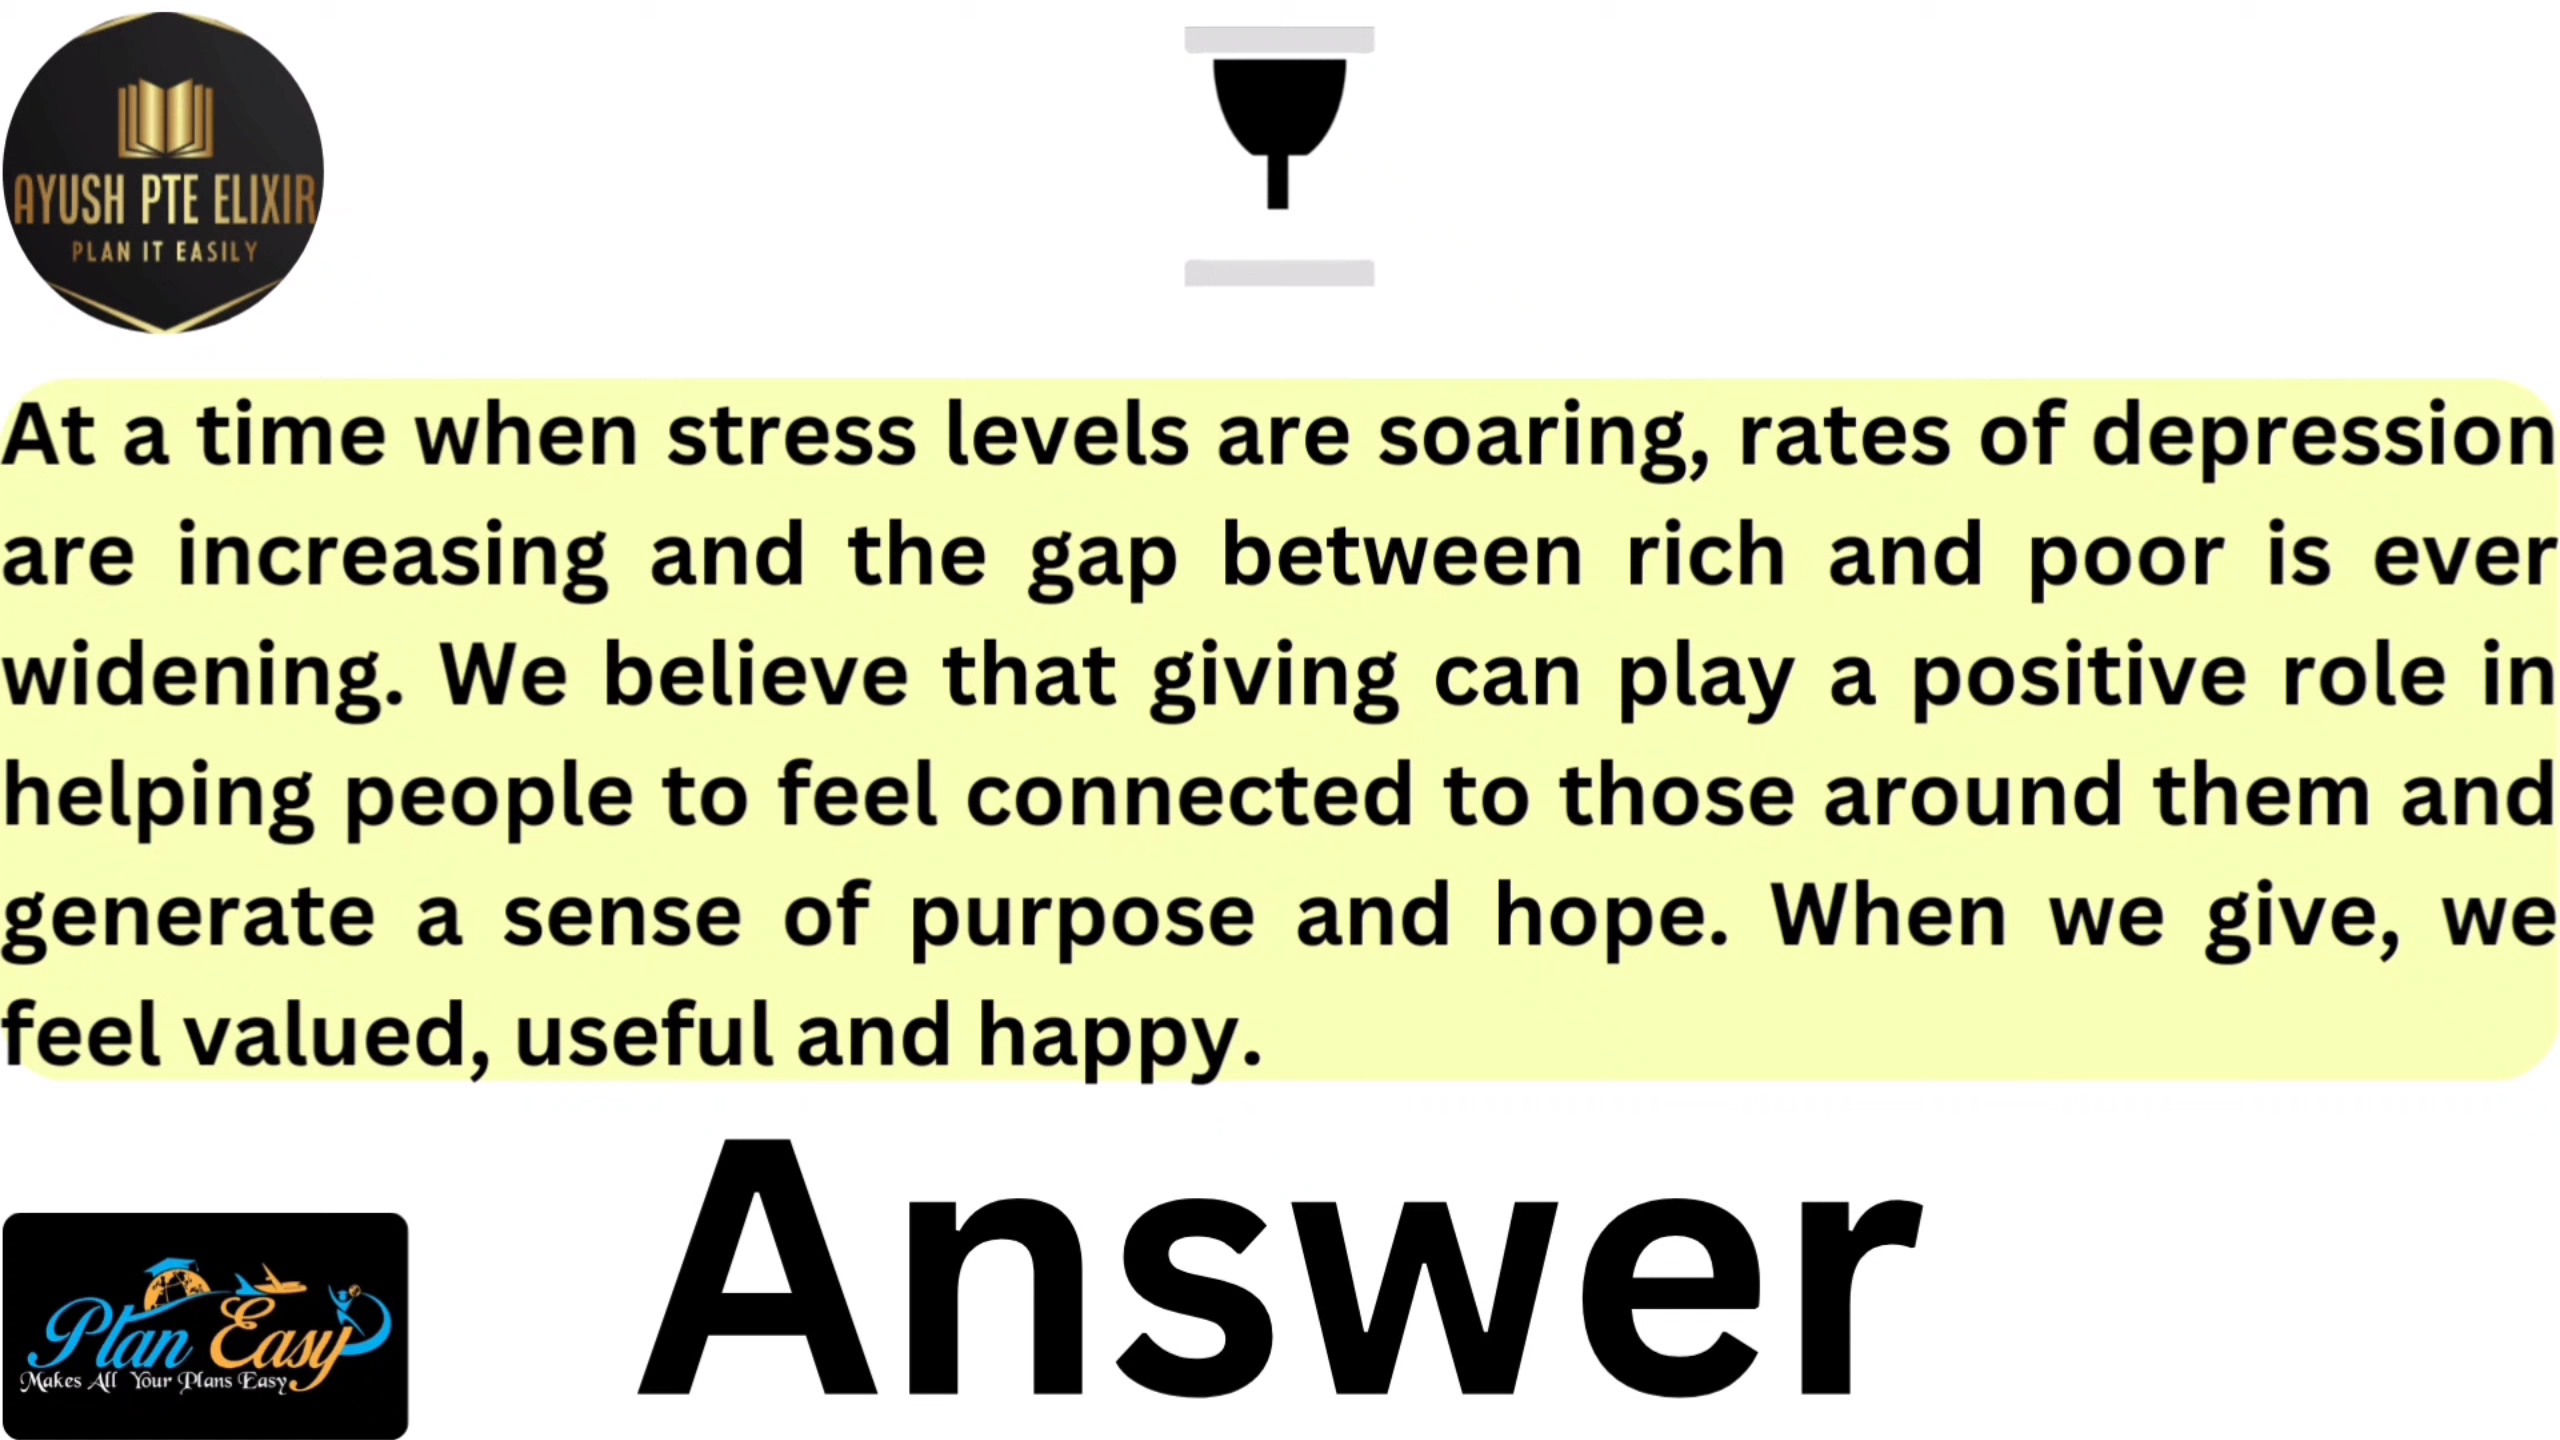 AYUSH PTE ELIXIR
PLAN IT EASILY
At a time when stress levels are soaring, rates of depression
are increasing and the gap between rich and poor is ever
widening. We believe that giving can play a positive role in
helping people to feel connected to those around them and
generate a sense of purpose and hope. When we give, we
feel valued, useful and happy.
Answer
Plan Easy
Makes All Your Plans Easy